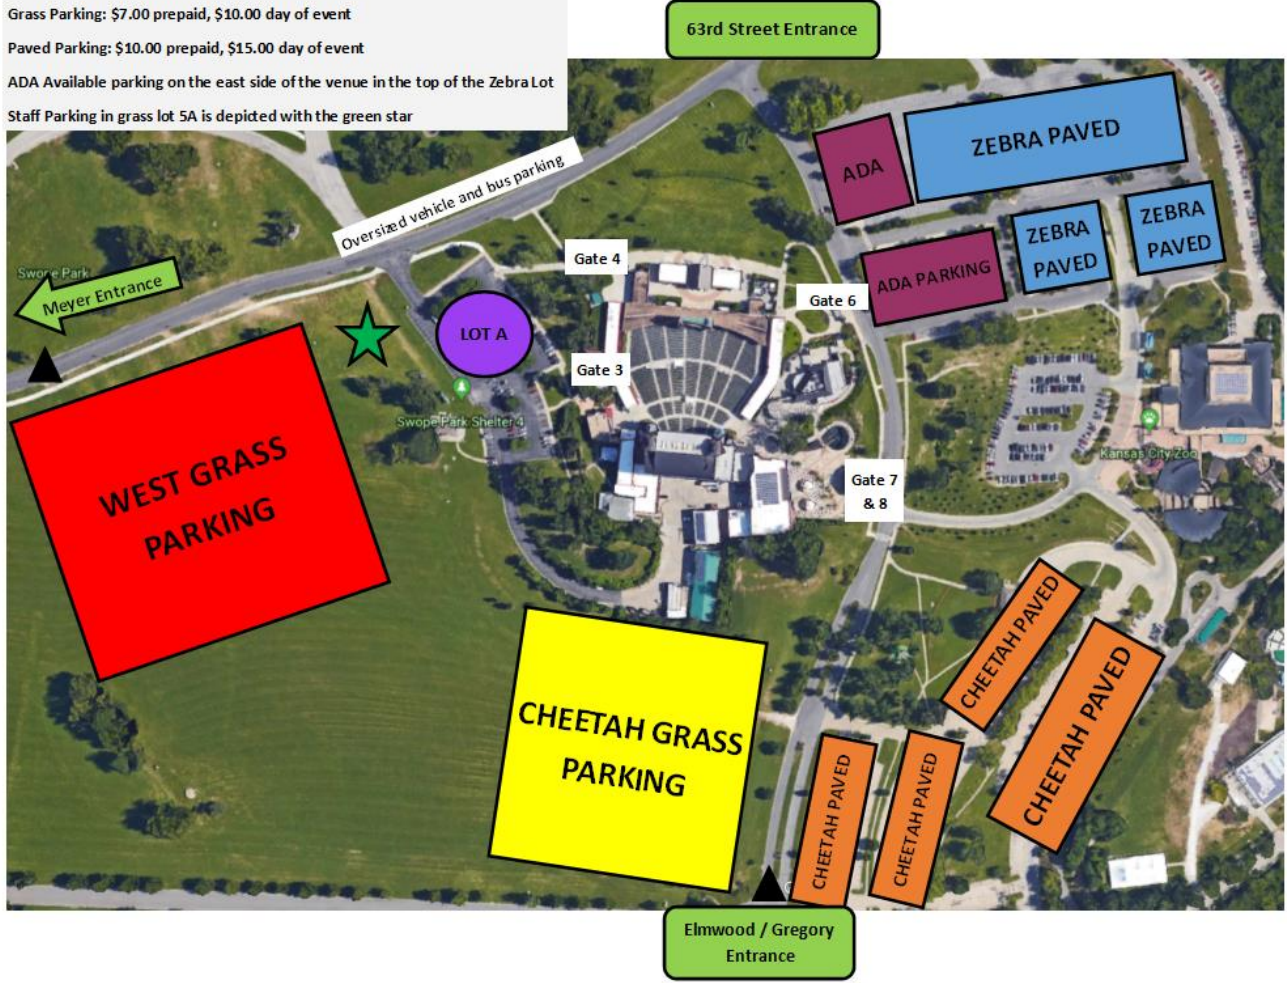 Grass Parking: $7.00 prepaid, $10.00 day of event
Paved Parking: $10.00 prepaid, $15.00 day of event
ADA Available parking on the east side of the venue in the top of the Zebra Lot
Staff Parking in grass lot 5A is depicted with the green star
63rd Street Entrance
ZEBRA PAVED
ADA
Oversized vehicle and bus parking
ZEBRA
PAVED
ZEBRA
PAVED
Gate 4
ADA PARKING
Swope Park
Meyer Entrance
Gate 6
LOT A
Gate 3
Swope Park Shelter 4
Kansas City Zoo
WEST GRASS
PARKING
Gate 7
& 8
CHEETAH PAVED
CHEETAH PAVED
CHEETAH GRASS
PARKING
CHEETAH PAVED
CHEETAH PAVED
Elmwood / Gregory
Entrance